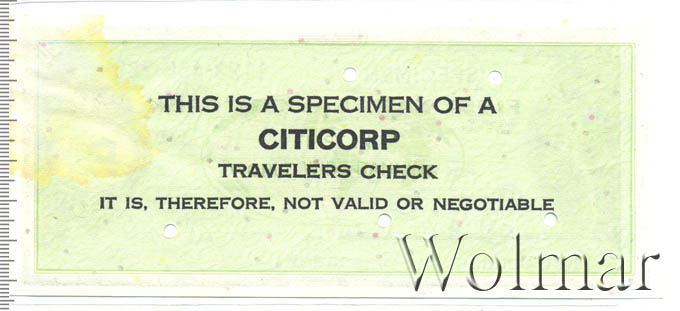 THIS IS A SPECIMEN OF A
CITICORP
TRAVELERS CHECK
IT IS, THEREFORE, NOT VALID OR NEGOTIABLE
Wolmar